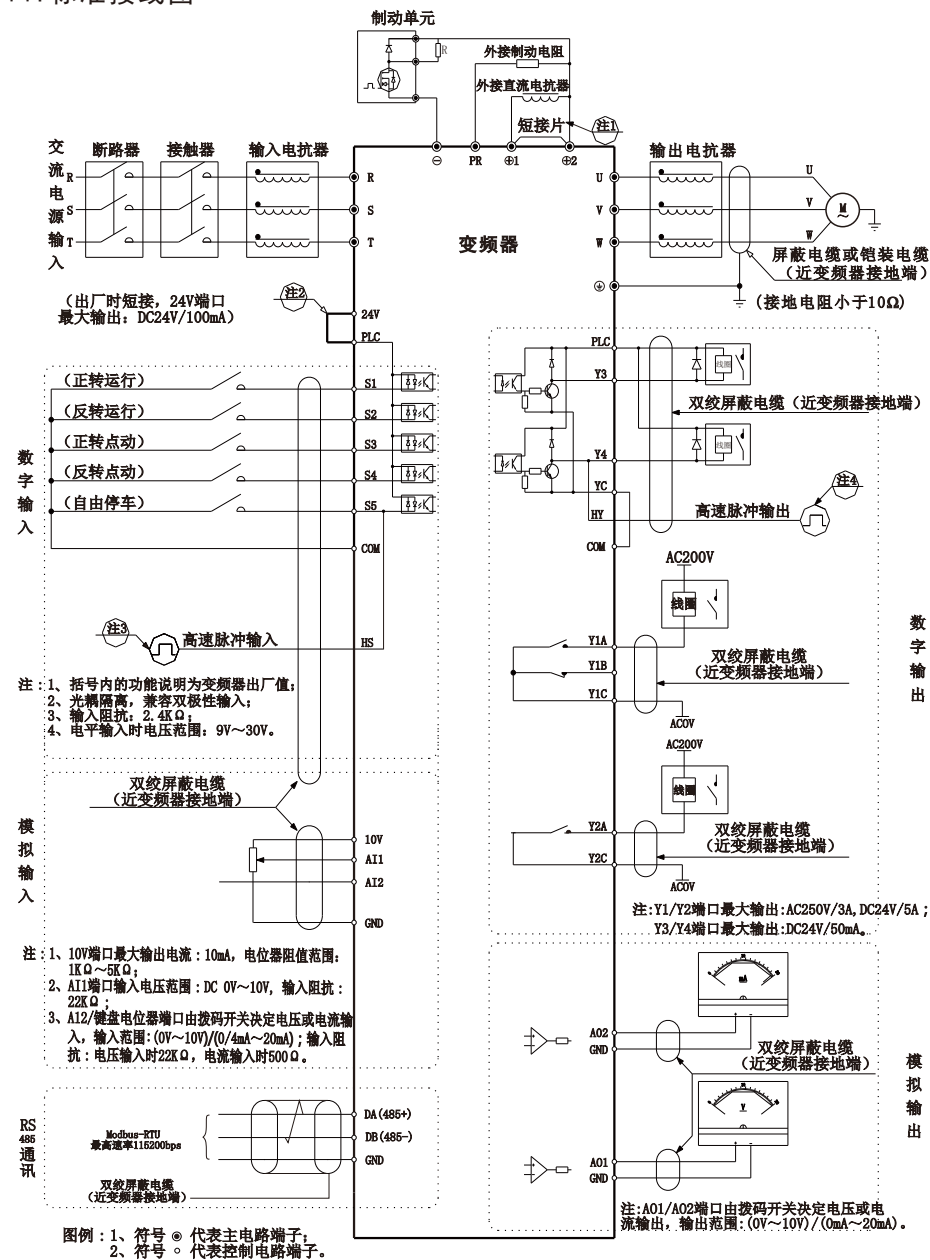 标准接线图
制动单元
R
外接制动电阻
外接直流电抗器
短接片
注1
⊖ PR ⊕1 ⊕2
交流电源输入
断路器 接触器 输入电抗器
R R
S S
T T
变频器
输出电抗器
U U
V V
W W
M
~
屏蔽电缆或铠装电缆
(近变频器接地端)
(接地电阻小于10Ω)
(出厂时短接,24V端口
最大输出:DC24V/100mA)
注2
24V
PLC
数字输入
(正转运行) S1
(反转运行) S2
(正转点动) S3
(反转点动) S4
(自由停车) S5
COM
注3
高速脉冲输入 HS
注:1、括号内的功能说明为变频器出厂值;
2、光耦隔离,兼容双极性输入;
3、输入阻抗:2.4KΩ;
4、电平输入时电压范围:9V~30V。
双绞屏蔽电缆
(近变频器接地端)
模拟输入
10V
AI1
AI2
GND
注:1、10V端口最大输出电流:10mA,电位器阻值范围:
1KΩ~5KΩ;
2、AI1端口输入电压范围:DC 0V~10V, 输入阻抗:
22KΩ;
3、A12/键盘电位器端口由拨码开关决定电压或电流输
入,输入范围:(0V~10V)/(0/4mA~20mA);输入阻
抗:电压输入时22KΩ,电流输入时500Ω。
RS
485
通讯
Modbus-RTU
最高速率115200bps
DA(485+)
DB(485-)
GND
双绞屏蔽电缆
(近变频器接地端)
图例:1、符号 ◎ 代表主电路端子;
2、符号 ○ 代表控制电路端子。
PLC
Y3
线圈
双绞屏蔽电缆(近变频器接地端)
Y4
线圈
YC
注4
HY 高速脉冲输出
COM
数字输出
AC200V
线圈
Y1A
Y1B
Y1C
双绞屏蔽电缆
(近变频器接地端)
AC0V
AC200V
线圈
Y2A
Y2C
双绞屏蔽电缆
(近变频器接地端)
AC0V
注:Y1/Y2端口最大输出:AC250V/3A,DC24V/5A;
Y3/Y4端口最大输出:DC24V/50mA。
模拟输出
mA
AO2
GND
双绞屏蔽电缆
(近变频器接地端)
V
AO1
GND
注:AO1/AO2端口由拨码开关决定电压或电
流输出,输出范围:(0V~10V)/(0mA~20mA)。